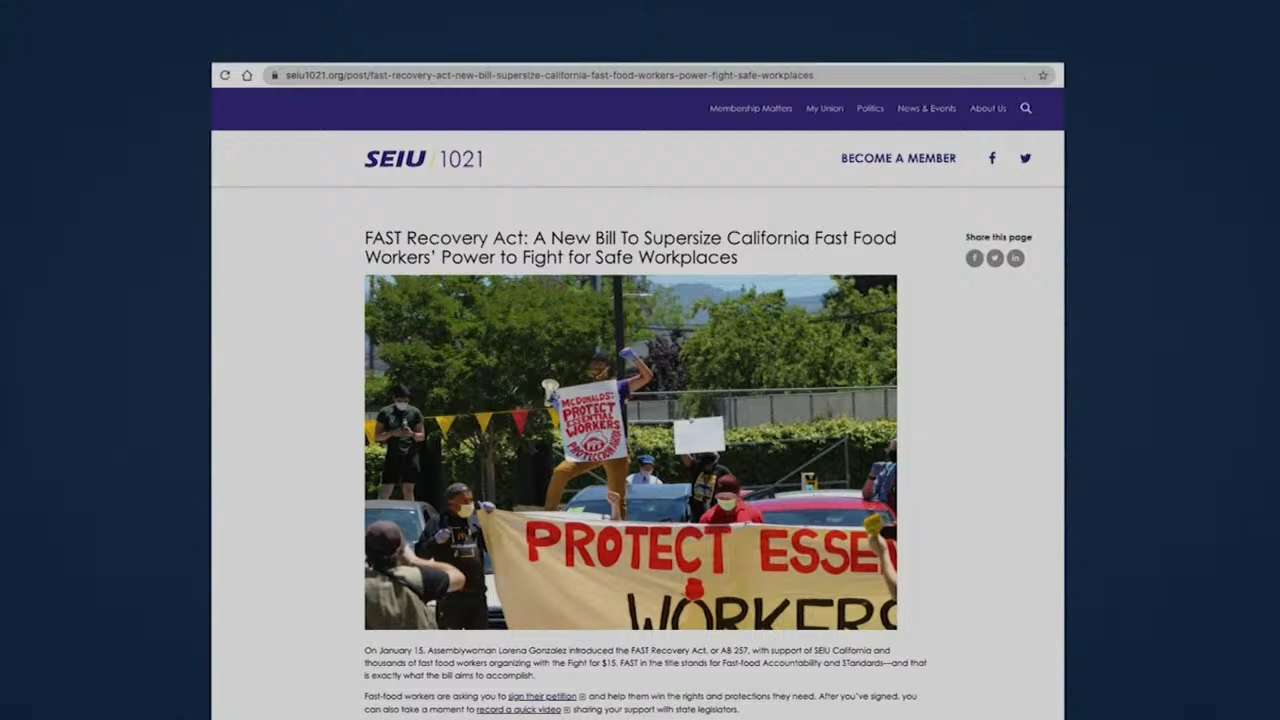 seiu1021.org/post/fast-recovery-act-new-bill-supersize-california-fast-food-workers-power-fight-safe-workplaces
Membership Matters My Union Politics News & Events About Us
SEIU / 1021
BECOME A MEMBER
FAST Recovery Act: A New Bill To Supersize California Fast Food
Workers' Power to Fight for Safe Workplaces
Share this page
McDONALDS:
PROTECT
ESSENTIAL
WORKERS
PROTECT ESSE
WORKERS
On January 15, Assemblywoman Lorena Gonzalez introduced the FAST Recovery Act, or AB 257, with support of SEIU California and
thousands of fast food workers organizing with the Fight for $15. FAST in the title stands for Fast-food Accountability and STandards—and that
is exactly what the bill aims to accomplish.
Fast-food workers are asking you to sign their petition and help them win the rights and protections they need. After you've signed, you
can also take a moment to record a quick video sharing your support with state legislators.